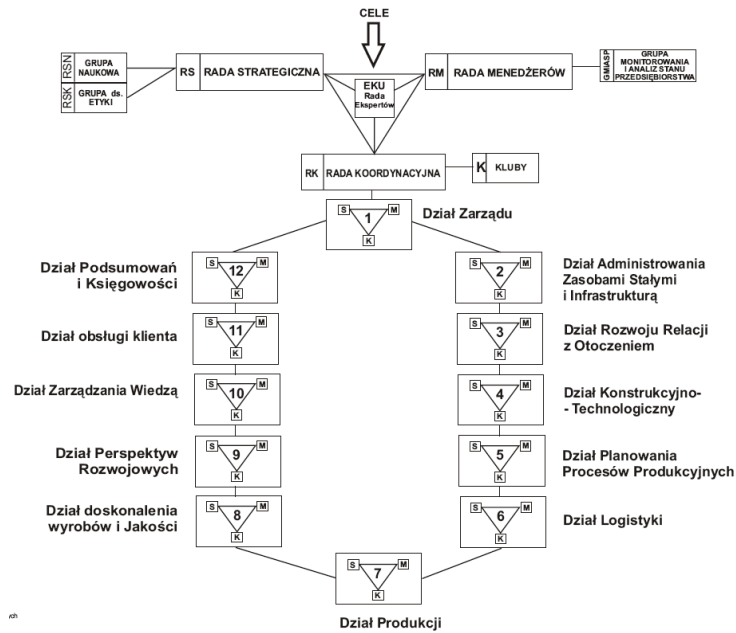 CELE
RSN
GRUPA
NAUKOWA
RSK
GRUPA ds.
ETYKI
RS
RADA STRATEGICZNA
EKU
Rada
Ekspertów
RM
RADA MENEDŻERÓW
GMIASP
GRUPA
MONITOROWANIA
I ANALIZ STANU
PRZEDSIĘBIORSTWA
RK
RADA KOORDYNACYJNA
K
KLUBY
S
1
M
K
Dział Zarządu
Dział Podsumowań
i Księgowości
S
12
M
K
S
2
M
K
Dział Administrowania
Zasobami Stałymi
i Infrastrukturą
Dział obsługi klienta
S
11
M
K
S
3
M
K
Dział Rozwoju Relacji
z Otoczeniem
Dział Zarządzania Wiedzą
S
10
M
K
S
4
M
K
Dział Konstrukcyjno-
- Technologiczny
Dział Perspektyw
Rozwojowych
S
9
M
K
S
5
M
K
Dział Planowania
Procesów Produkcyjnych
Dział doskonalenia
wyrobów i Jakości
S
8
M
K
S
6
M
K
Dział Logistyki
S
7
M
K
Dział Produkcji